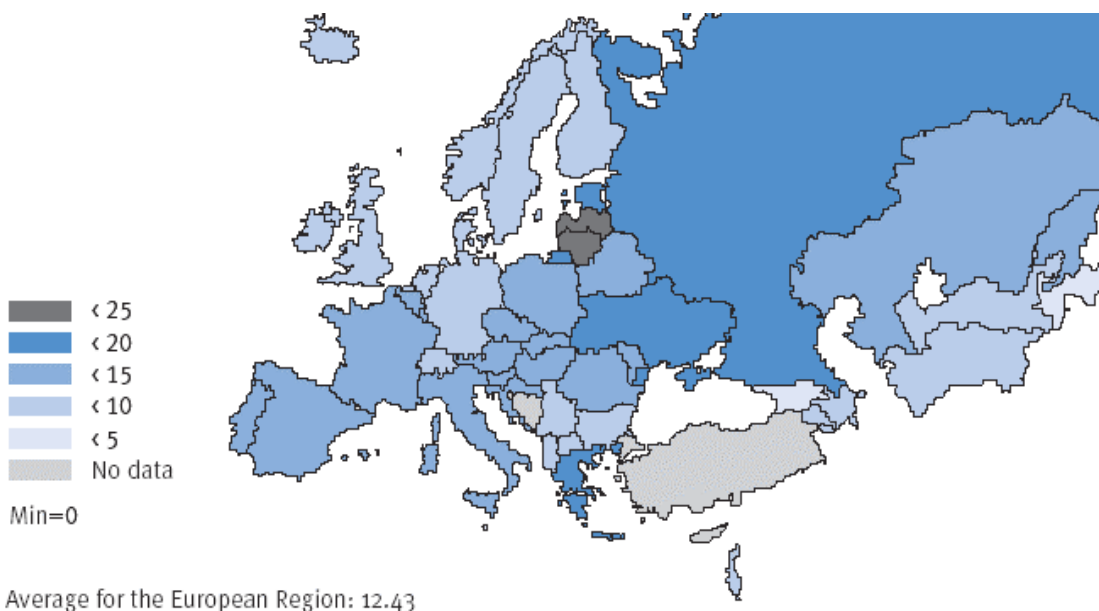 < 25
< 20
< 15
< 10
< 5
No data
Min=0
Average for the European Region: 12.43